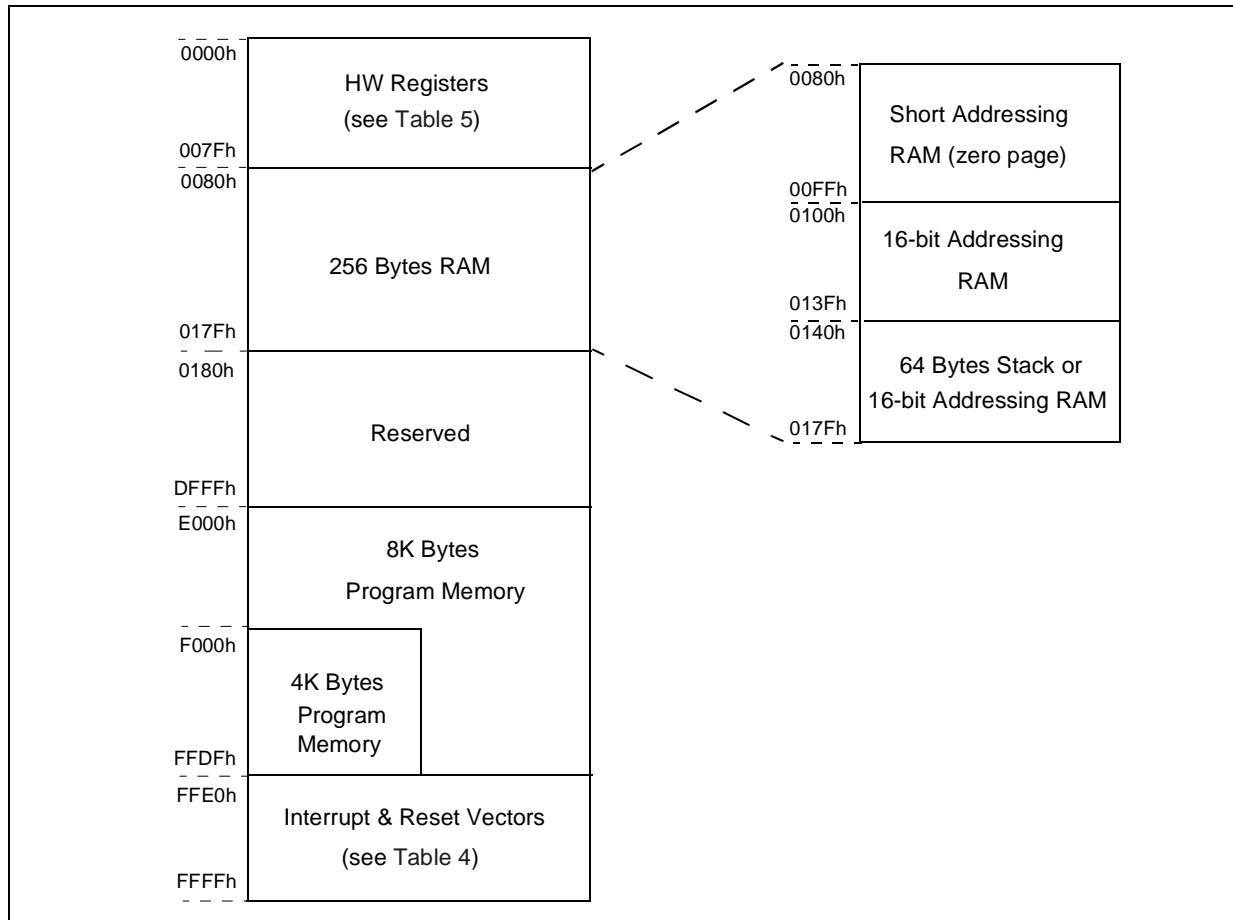 0000h
HW Registers
(see Table 5)
007Fh
0080h
256 Bytes RAM
017Fh
0180h
Reserved
DFFFh
E000h
8K Bytes
Program Memory
F000h
4K Bytes
Program
Memory
FFDFh
FFE0h
Interrupt & Reset Vectors
(see Table 4)
FFFFh
0080h
Short Addressing
RAM (zero page)
00FFh
0100h
16-bit Addressing
RAM
013Fh
0140h
64 Bytes Stack or
16-bit Addressing RAM
017Fh